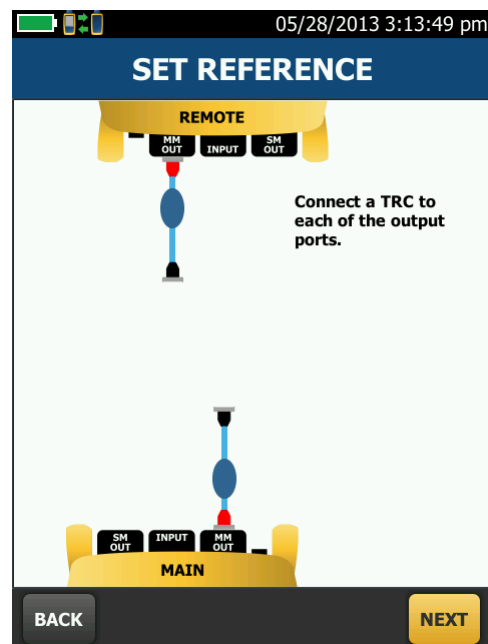 05/28/2013 3:13:49 pm
SET REFERENCE
REMOTE
MM
OUT
INPUT
SM
OUT
Connect a TRC to
each of the output
ports.
SM
OUT
INPUT
MM
OUT
MAIN
BACK
NEXT